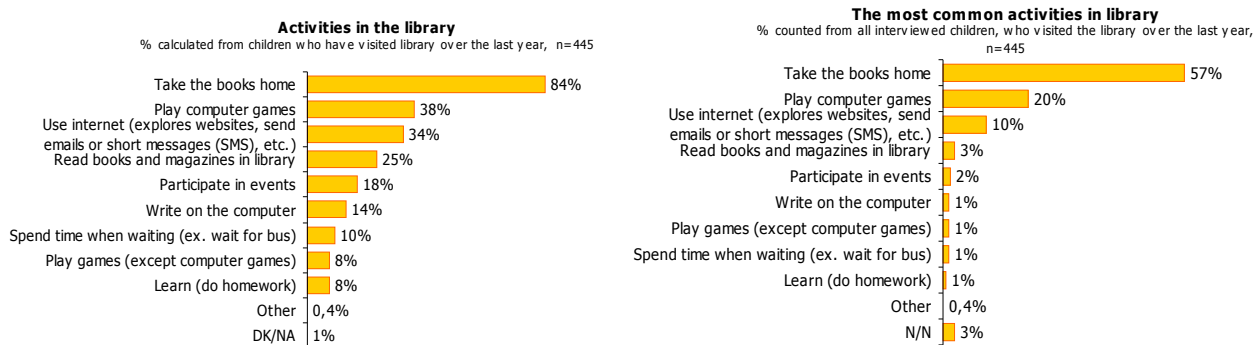 Activities in the library
% calculated from children who have visited library over the last year, n=445
Take the books home 84%
Play computer games 38%
Use internet (explores websites, send
emails or short messages (SMS), etc.) 34%
Read books and magazines in library 25%
Participate in events 18%
Write on the computer 14%
Spend time when waiting (ex. wait for bus) 10%
Play games (except computer games) 8%
Learn (do homework) 8%
Other 0,4%
DK/NA 1%
The most common activities in library
% counted from all interviewed children, who visited the library over the last year,
n=445
Take the books home 57%
Play computer games 20%
Use internet (explores websites, send
emails or short messages (SMS), etc.) 10%
Read books and magazines in library 3%
Participate in events 2%
Write on the computer 1%
Play games (except computer games) 1%
Spend time when waiting (ex. wait for bus) 1%
Learn (do homework) 1%
Other 0,4%
N/N 3%